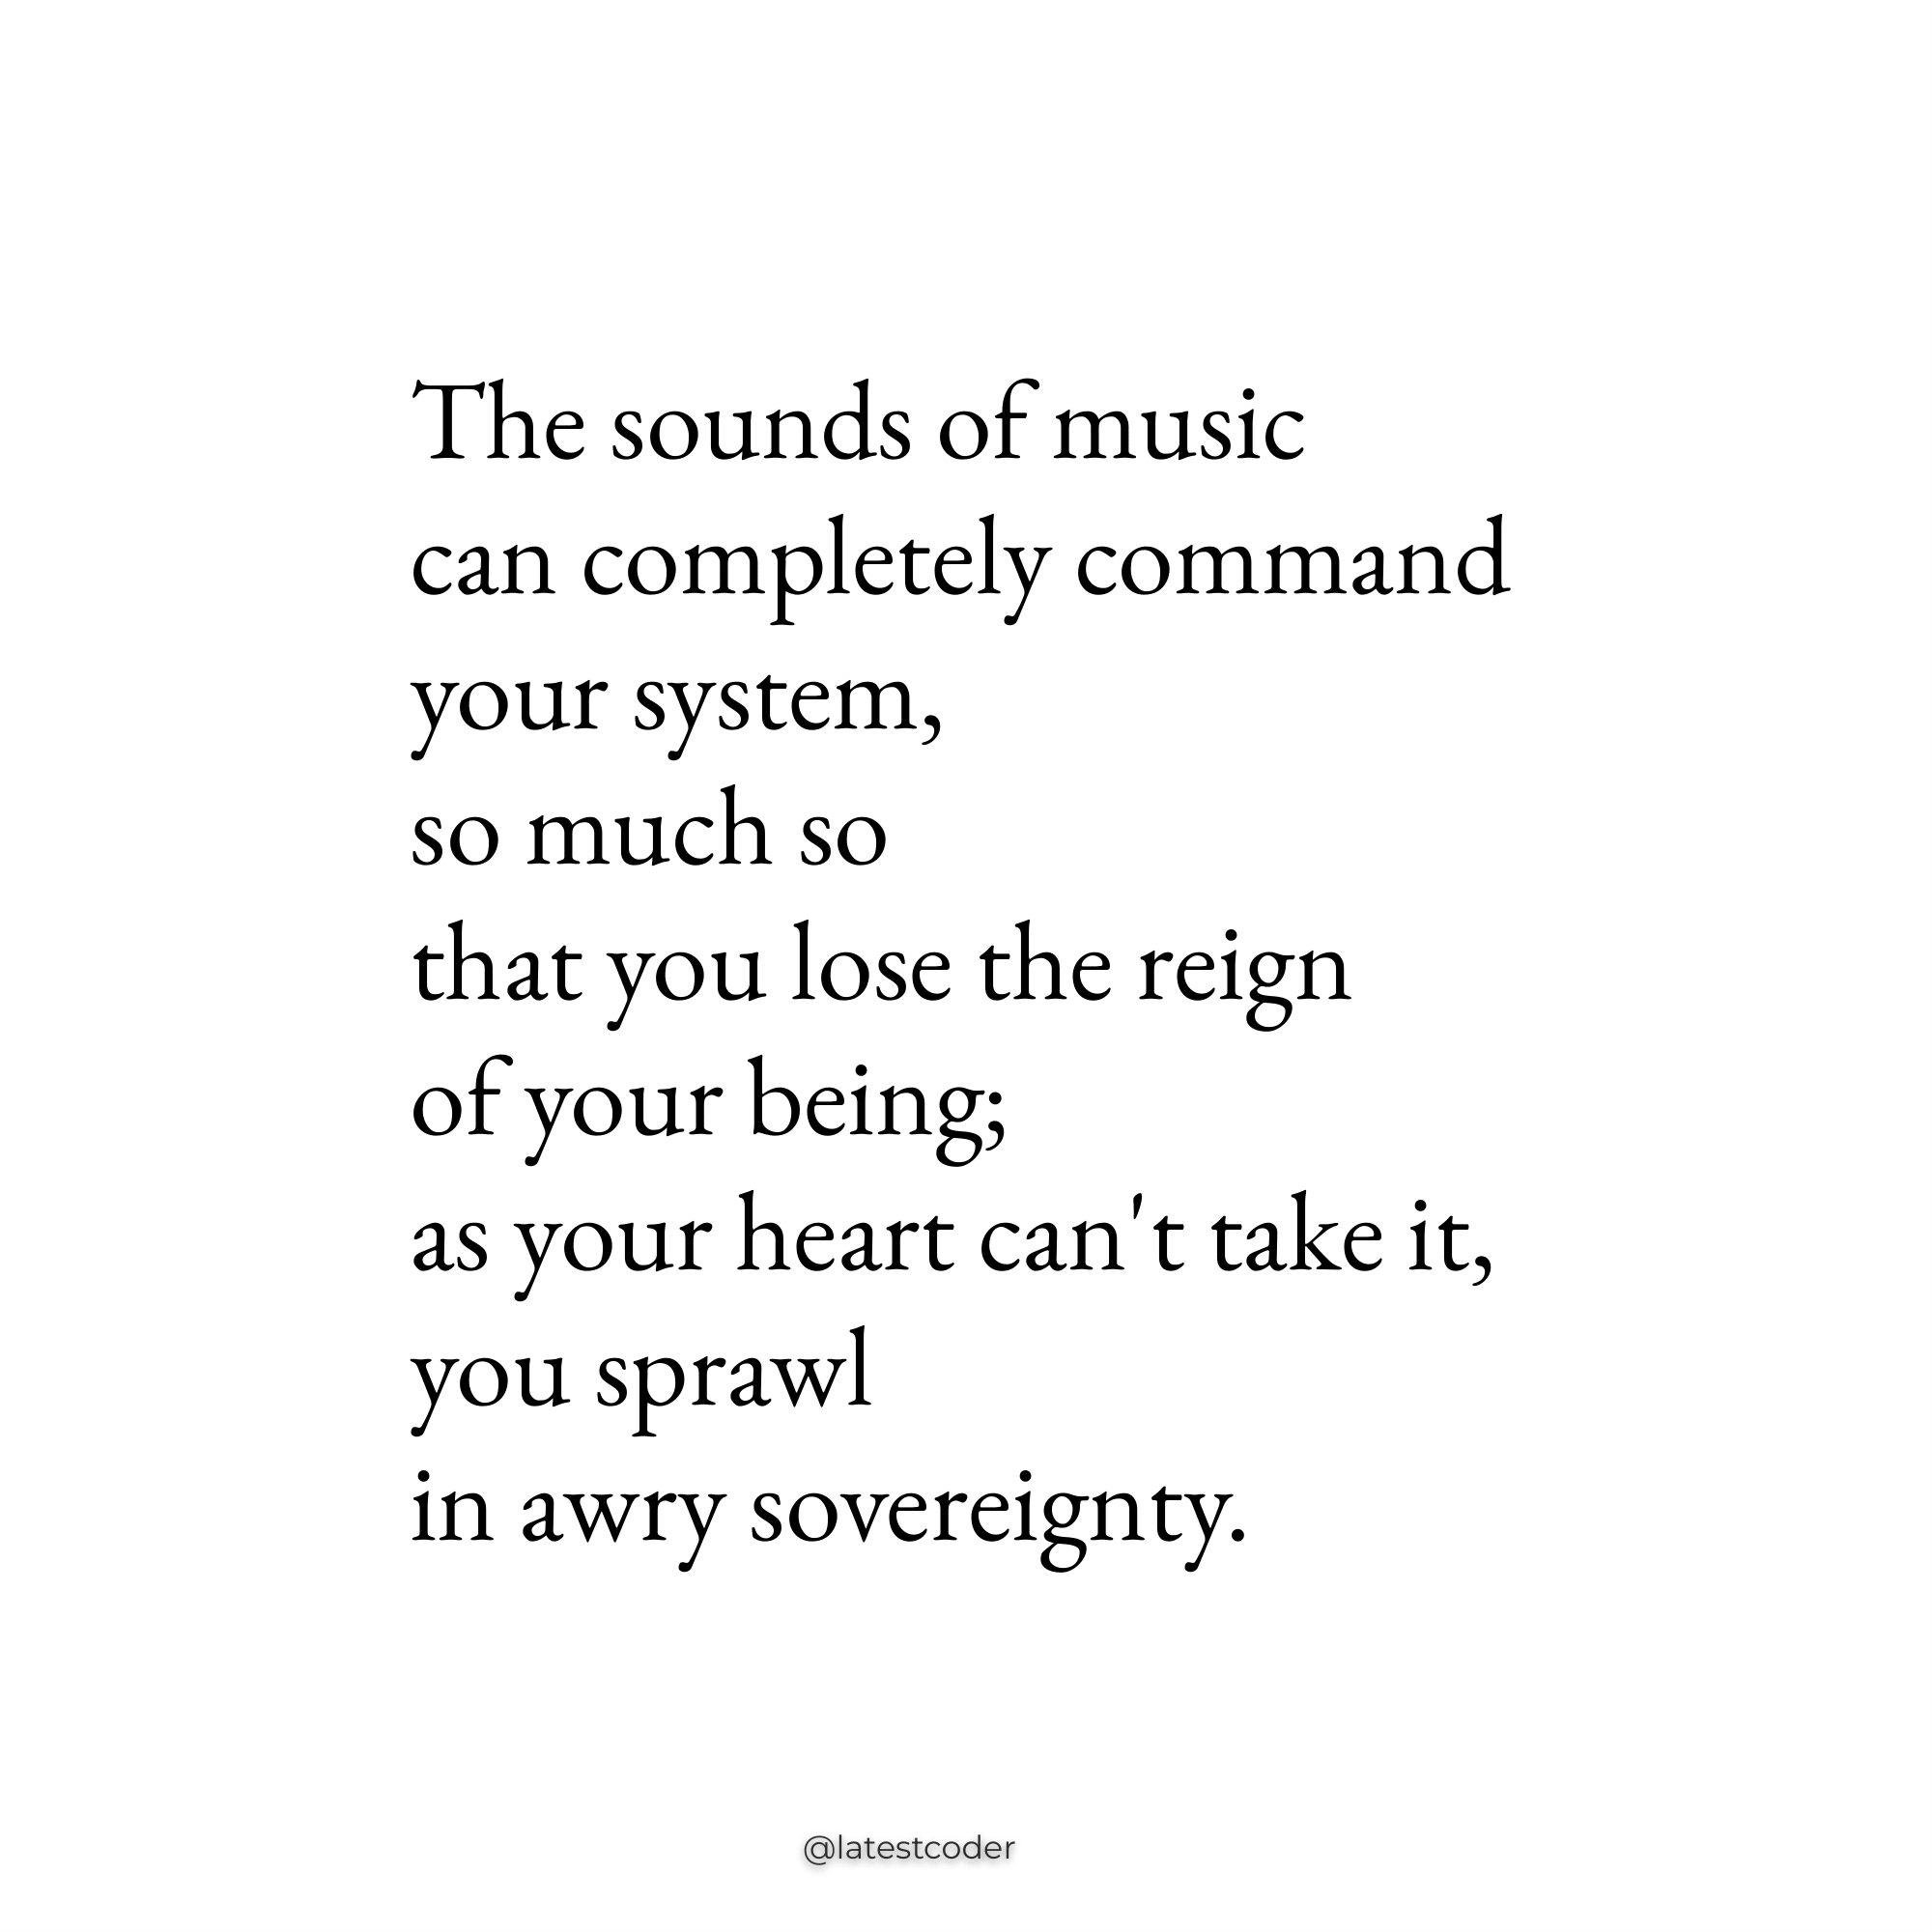 The sounds of music
can completely command
your system,
so much so
that you lose the reign
of your being;
as your heart can't take it,
you sprawl
in awry sovereignty.
@latestcoder